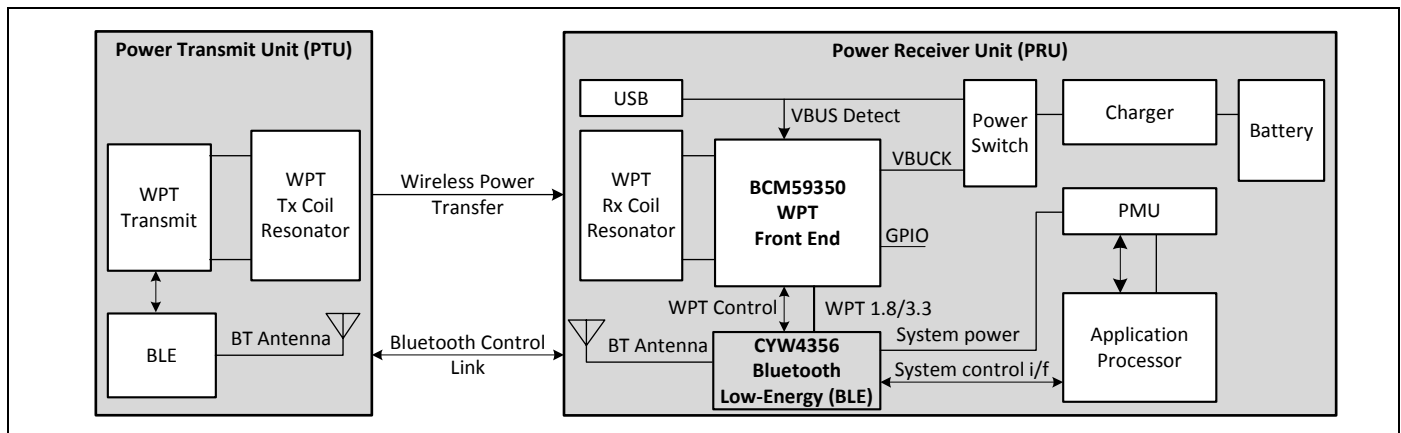 Power Transmit Unit (PTU)
WPT
Transmit
WPT
Tx Coil
Resonator
BLE
BT Antenna
Wireless Power
Transfer
Bluetooth Control
Link
Power Receiver Unit (PRU)
USB
VBUS Detect
Power
Switch
Charger
Battery
WPT
Rx Coil
Resonator
BCM59350
WPT
Front End
VBUCK
GPIO
PMU
WPT Control
WPT 1.8/3.3
BT Antenna
CYW4356
Bluetooth
Low-Energy (BLE)
System power
System control i/f
Application
Processor